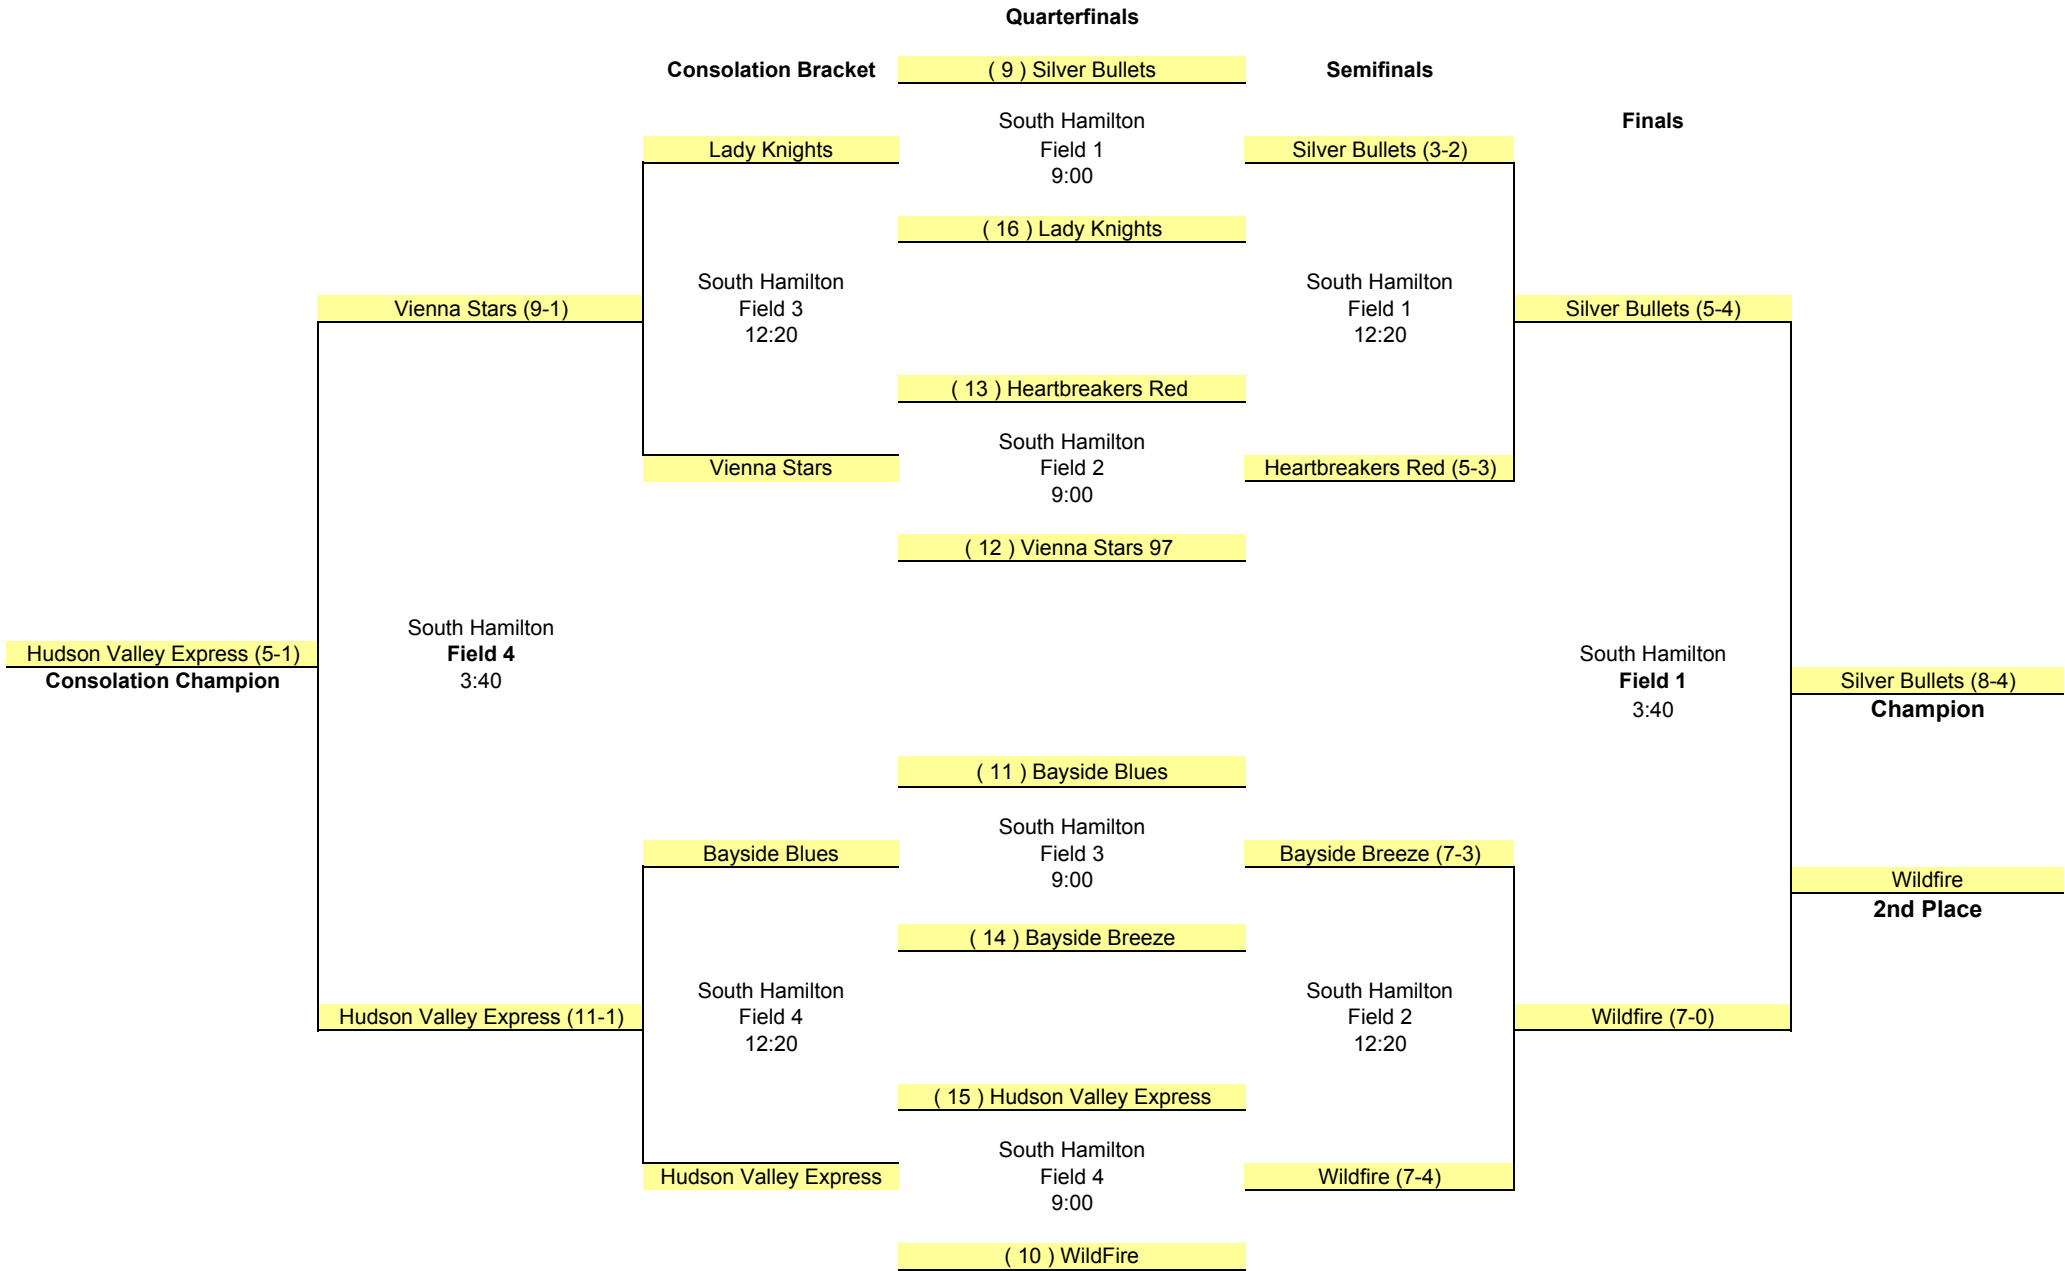 Quarterfinals
Consolation Bracket
( 9 ) Silver Bullets
Semifinals
South Hamilton
Finals
Lady Knights
Field 1
Silver Bullets (3-2)
9:00
( 16 ) Lady Knights
South Hamilton
South Hamilton
Vienna Stars (9-1)
Field 3
Field 1
Silver Bullets (5-4)
12:20
12:20
( 13 ) Heartbreakers Red
South Hamilton
Vienna Stars
Field 2
Heartbreakers Red (5-3)
9:00
( 12 ) Vienna Stars 97
South Hamilton
Hudson Valley Express (5-1)
Field 4
South Hamilton
Consolation Champion
3:40
Field 1
Silver Bullets (8-4)
3:40
Champion
( 11 ) Bayside Blues
South Hamilton
Bayside Blues
Field 3
Bayside Breeze (7-3)
9:00
Wildfire
2nd Place
( 14 ) Bayside Breeze
South Hamilton
South Hamilton
Hudson Valley Express (11-1)
Field 4
Field 2
Wildfire (7-0)
12:20
12:20
( 15 ) Hudson Valley Express
South Hamilton
Hudson Valley Express
Field 4
Wildfire (7-4)
9:00
( 10 ) WildFire